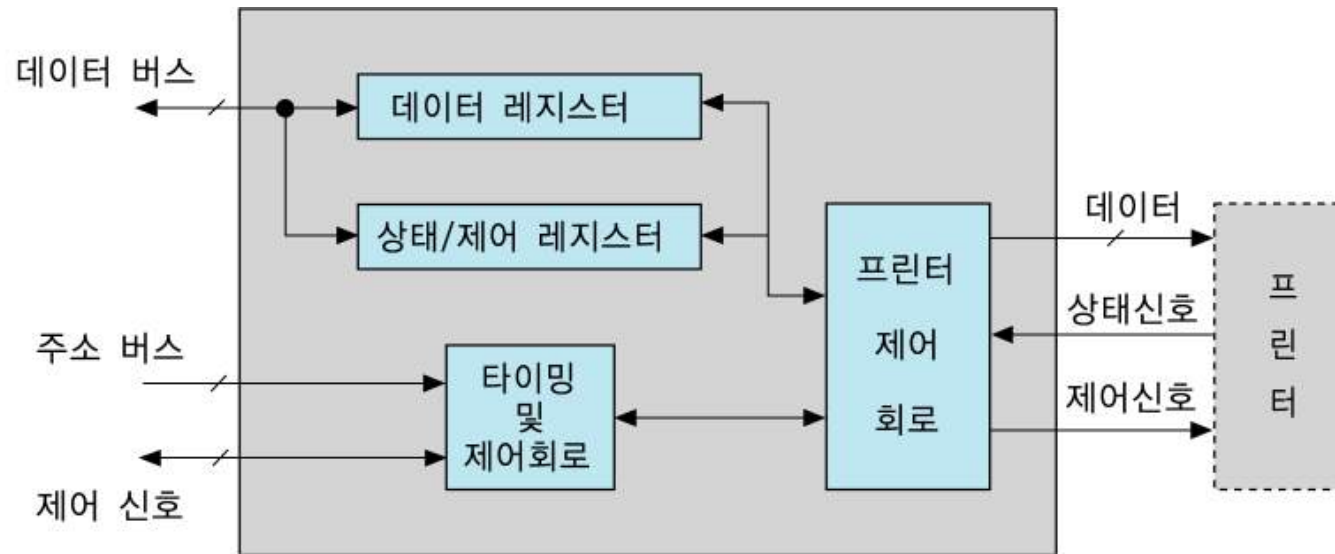 데이터 버스
데이터 레지스터
상태/제어 레지스터
주소 버스
타이밍
및
제어회로
제어 신호
프린터
제어
회로
데이터
상태신호
제어신호
프
린
터